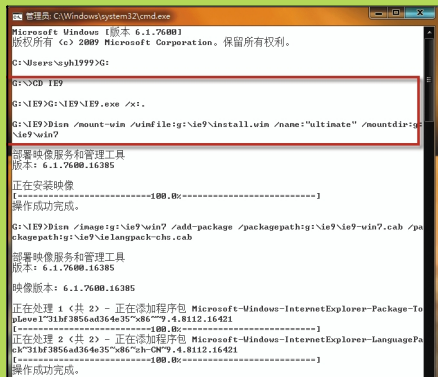 管理员: C:\Windows\system32\cmd.exe
Microsoft Windows [版本 6.1.7600]
版权所有 (c) 2009 Microsoft Corporation。保留所有权利。
C:\Users\syhl999>G:
G:\>CD IE9
G:\IE9>G:\IE9\IE9.exe /x:.
G:\IE9>Dism /mount-wim /wimfile:g:\ie9\install.wim /name:"ultimate" /mountdir:g:
\ie9\win7
部署映像服务和管理工具
版本: 6.1.7600.16385
正在安装映像
[==========================100.0%==========================]
操作成功完成。
G:\IE9>Dism /image:g:\ie9\win7 /add-package /packagepath:g:\ie9\ie9-win7.cab /pa
ckagepath:g:\ie9\ielangpack-chs.cab
部署映像服务和管理工具
版本: 6.1.7600.16385
映像版本: 6.1.7600.16385
正在处理 1 (共 2) - 正在添加程序包 Microsoft-Windows-InternetExplorer-Package-To
pLevel~31bf3856ad364e35~x86~~9.4.8112.16421
[==========================100.0%==========================]
正在处理 2 (共 2) - 正在添加程序包 Microsoft-Windows-InternetExplorer-LanguagePa
ck~31bf3856ad364e35~x86~zh-CN~9.4.8112.16421
[==========================100.0%==========================]
操作成功完成。